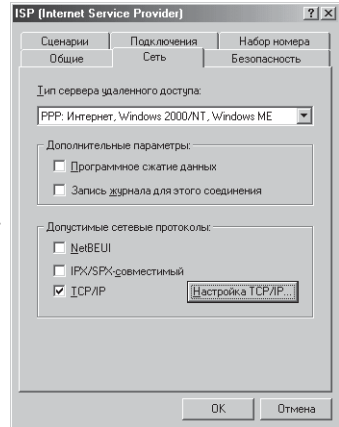 ISP (Internet Service Provider)
Сценарии Подключения Набор номера
Общие Сеть Безопасность
Тип сервера удаленного доступа:
PPP: Интернет, Windows 2000/NT, Windows ME
Дополнительные параметры:
Программное сжатие данных
Запись журнала для этого соединения
Допустимые сетевые протоколы:
NetBEUI
IPX/SPX-совместимый
TCP/IP Настройка TCP/IP...
OK Отмена